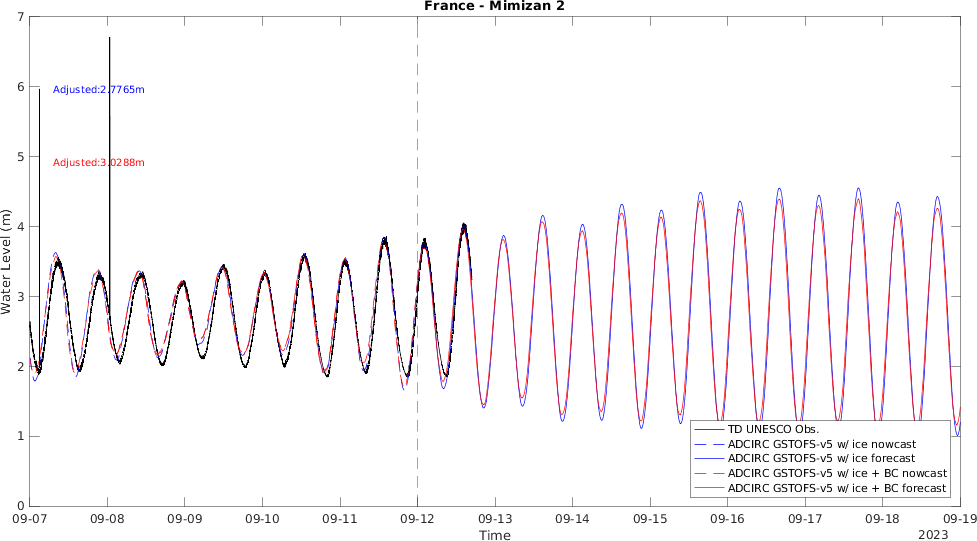 France - Mimizan 2
7
6
5
4
3
2
1
0
Water Level (m)
Adjusted:2.7765m
Adjusted:3.0288m
TD UNESCO Obs.
ADCIRC GSTOFS-v5 w/ ice nowcast
ADCIRC GSTOFS-v5 w/ ice forecast
ADCIRC GSTOFS-v5 w/ ice + BC nowcast
ADCIRC GSTOFS-v5 w/ ice + BC forecast
09-07 09-08 09-09 09-10 09-11 09-12 09-13 09-14 09-15 09-16 09-17 09-18 09-19
Time
2023